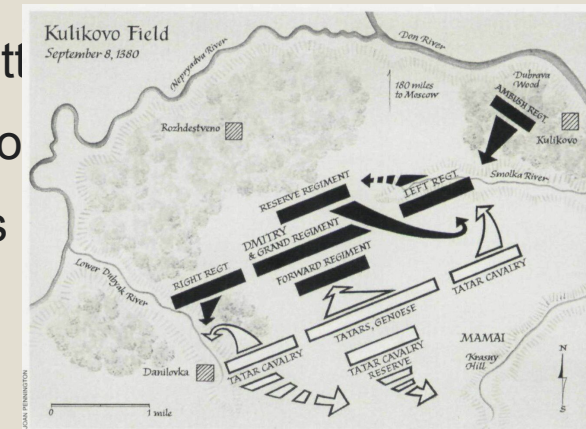 tt
o
s
Kulikovo Field
September 8, 1380
Nepryadva River
Don River
180 miles
to Moscow
Dubrava
Wood
AMBUSH REGT.
Kulikovo
Rozhdestveno
Smolka River
LEFT REGT.
RESERVE REGIMENT
DMITRY
& GRAND REGIMENT
FORWARD REGIMENT
RIGHT REGT
Lower Dubyak River
TATAR CAVALRY
TATARS, GENOESE
TATAR CAVALRY
TATAR CAVALRY
RESERVE
MAMAI
Krasny
Hill
Danilovka
N
S
0 1 mile
JOAN PENNINGTON